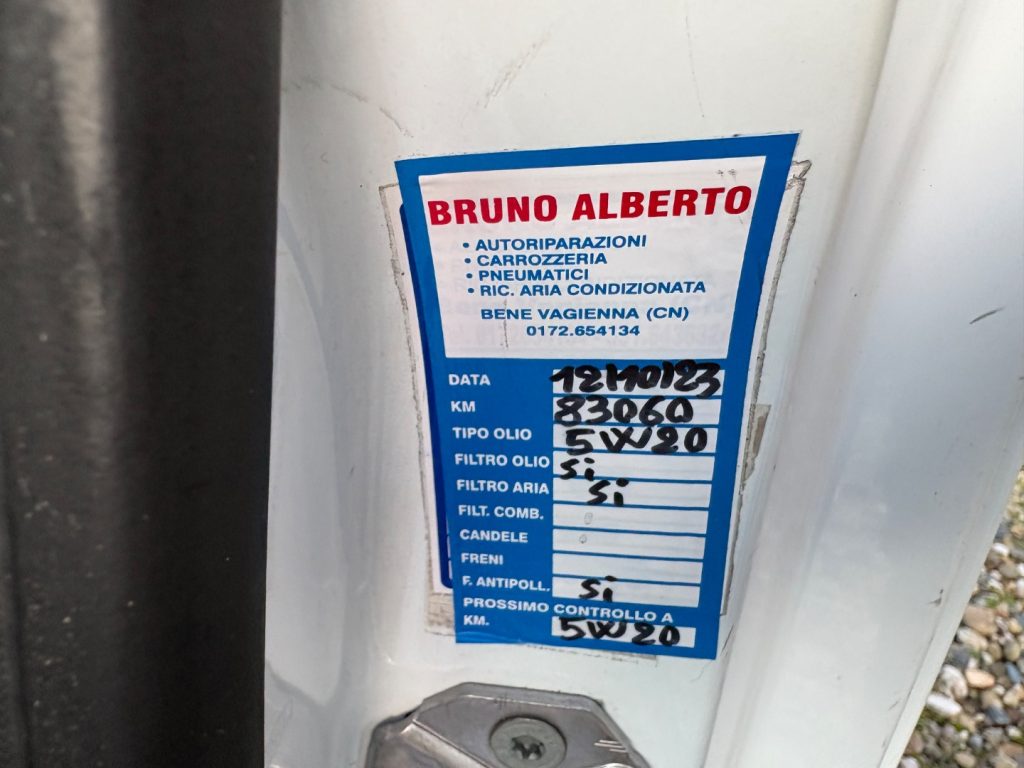 BRUNO ALBERTO
• AUTORIPARAZIONI
• CARROZZERIA
• PNEUMATICI
• RIC. ARIA CONDIZIONATA
BENE VAGIENNA (CN)
0172.654134
DATA 12/10/23
KM 83060
TIPO OLIO 5W20
FILTRO OLIO Si
FILTRO ARIA Si
FILT. COMB.
CANDELE
FRENI
F. ANTIPOLL. Si
PROSSIMO CONTROLLO A
KM. 5W20